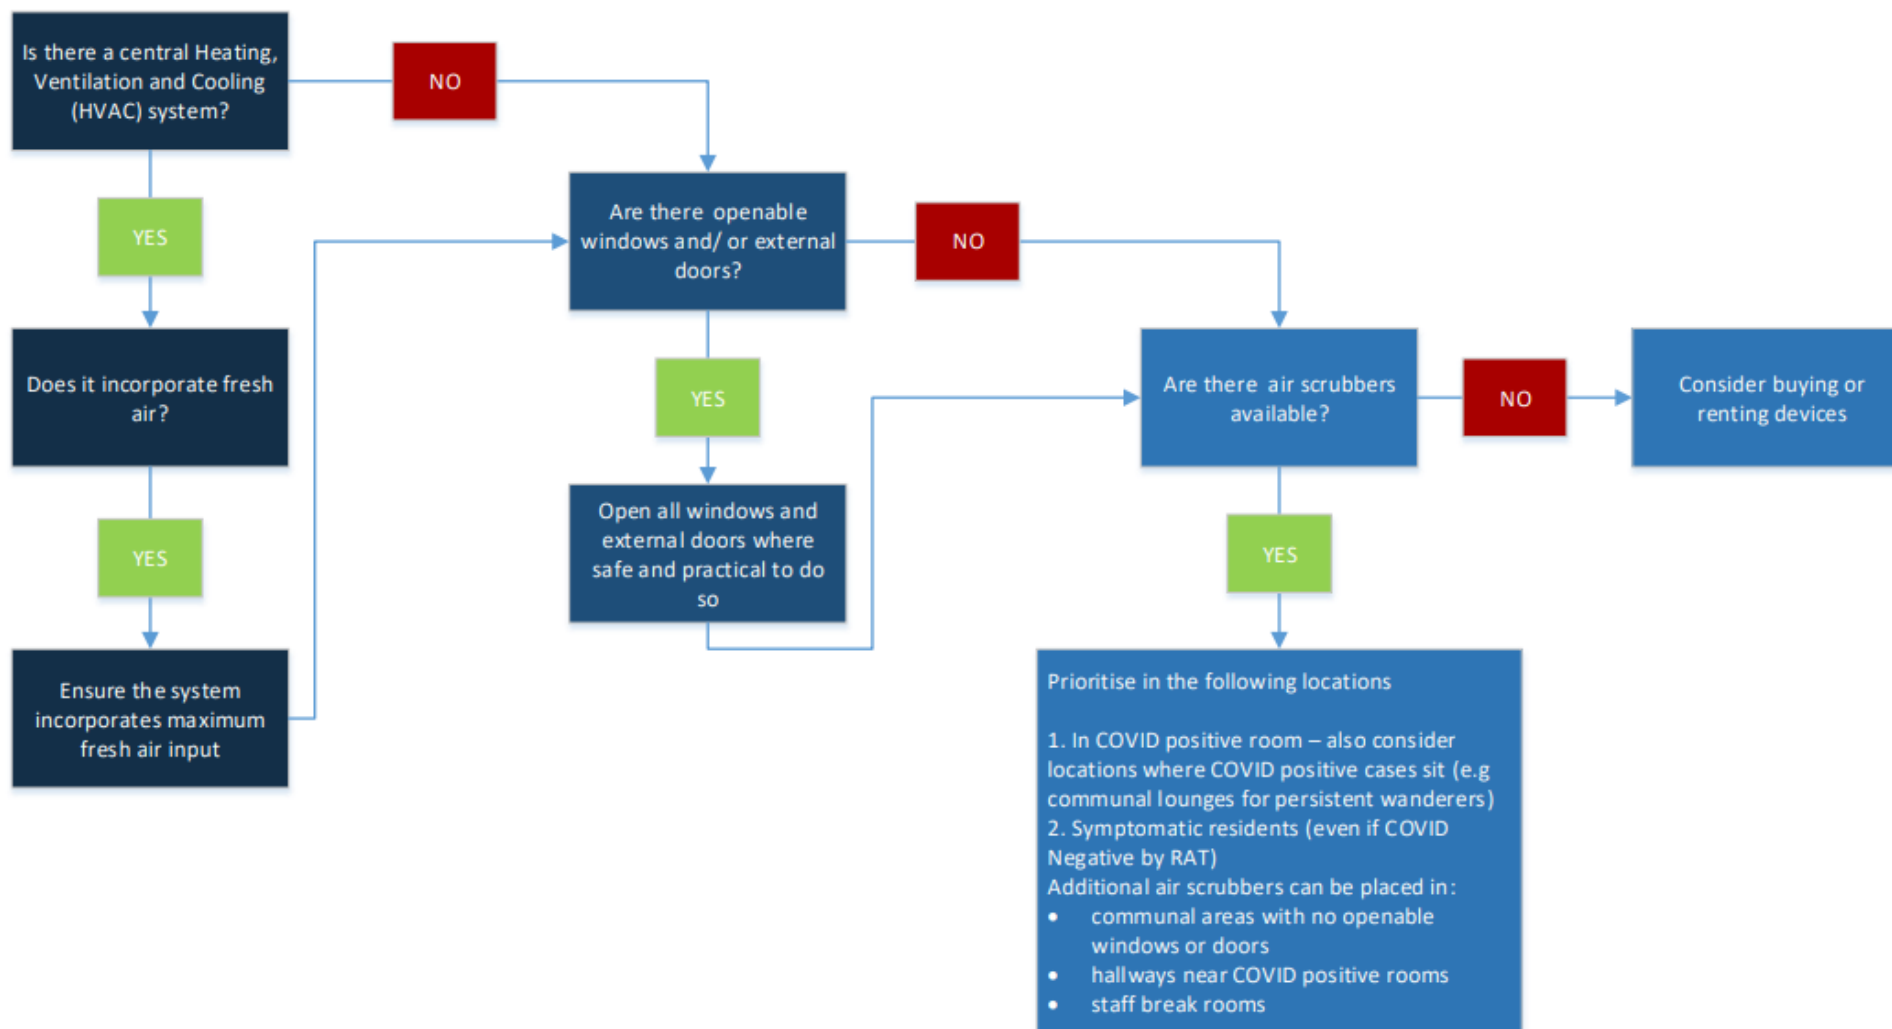 Is there a central Heating,
Ventilation and Cooling
(HVAC) system?
NO
YES
Does it incorporate fresh
air?
YES
Ensure the system
incorporates maximum
fresh air input
Are there openable
windows and/ or external
doors?
NO
YES
Open all windows and
external doors where
safe and practical to do
so
Are there air scrubbers
available?
NO
Consider buying or
renting devices
YES
Prioritise in the following locations
1. In COVID positive room – also consider
locations where COVID positive cases sit (e.g
communal lounges for persistent wanderers)
2. Symptomatic residents (even if COVID
Negative by RAT)
Additional air scrubbers can be placed in:
• communal areas with no openable
windows or doors
• hallways near COVID positive rooms
• staff break rooms